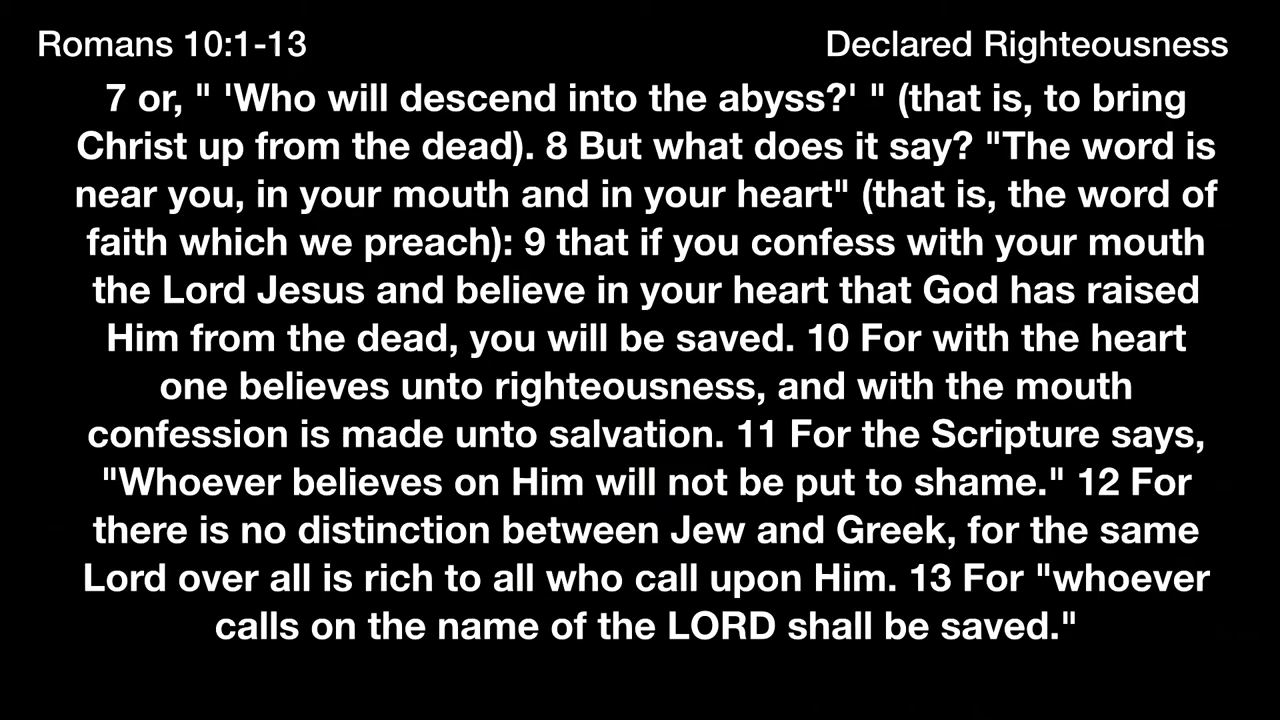 Romans 10:1-13
Declared Righteousness
7 or, " 'Who will descend into the abyss?' " (that is, to bring
Christ up from the dead). 8 But what does it say? "The word is
near you, in your mouth and in your heart" (that is, the word of
faith which we preach): 9 that if you confess with your mouth
the Lord Jesus and believe in your heart that God has raised
Him from the dead, you will be saved. 10 For with the heart
one believes unto righteousness, and with the mouth
confession is made unto salvation. 11 For the Scripture says,
"Whoever believes on Him will not be put to shame." 12 For
there is no distinction between Jew and Greek, for the same
Lord over all is rich to all who call upon Him. 13 For "whoever
calls on the name of the LORD shall be saved."